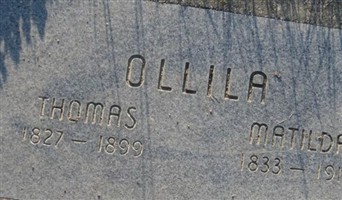 OLLILA
THOMAS
1827 – 1899
MATILDA
1833 –